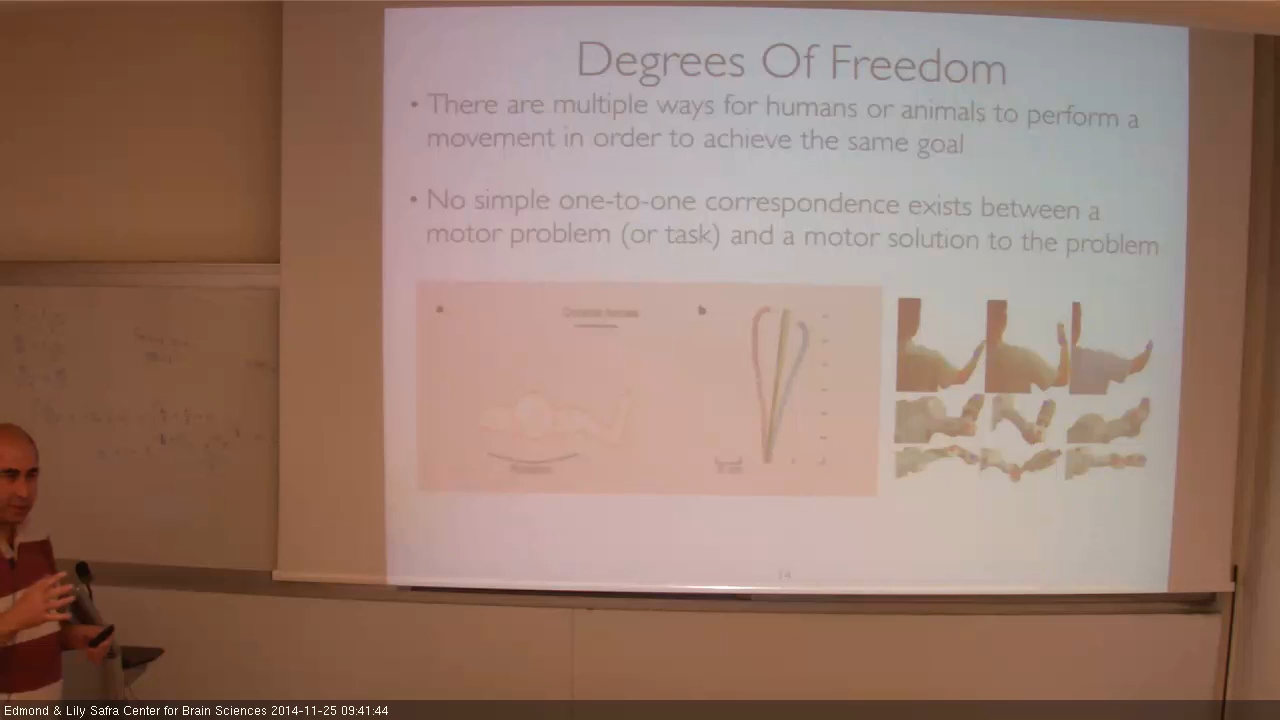 Degrees Of Freedom
• There are multiple ways for humans or animals to perform a
movement in order to achieve the same goal
• No simple one-to-one correspondence exists between a
motor problem (or task) and a motor solution to the problem
a
b
14
Edmond & Lily Safra Center for Brain Sciences 2014-11-25 09:41:44